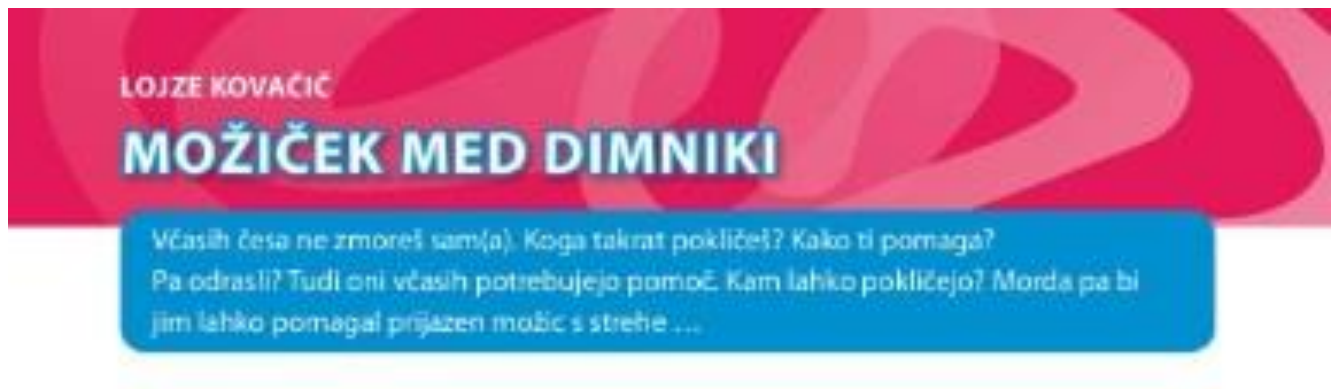 LOJZE KOVAČIČ
MOŽIČEK MED DIMNIKI
Včasih česa ne zmoreš sam(a). Koga takrat pokličeš? Kako ti pomaga?
Pa odrasli? Tudi oni včasih potrebujejo pomoč. Kam lahko pokličejo? Morda pa bi
jim lahko pomagal prijazen možic s strehe …